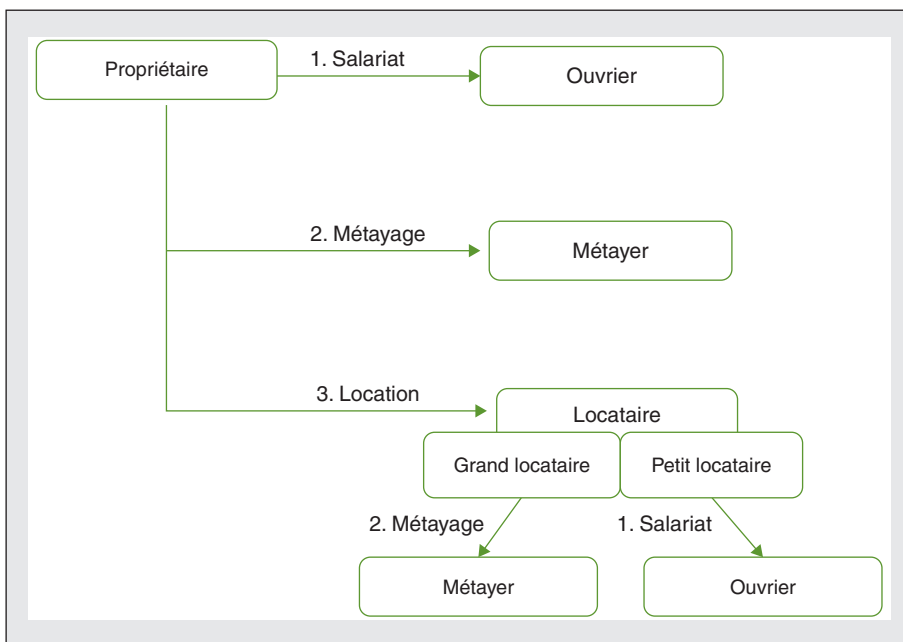 Propriétaire
1. Salariat
Ouvrier
2. Métayage
Métayer
3. Location
Locataire
Grand locataire
Petit locataire
2. Métayage
1. Salariat
Métayer
Ouvrier